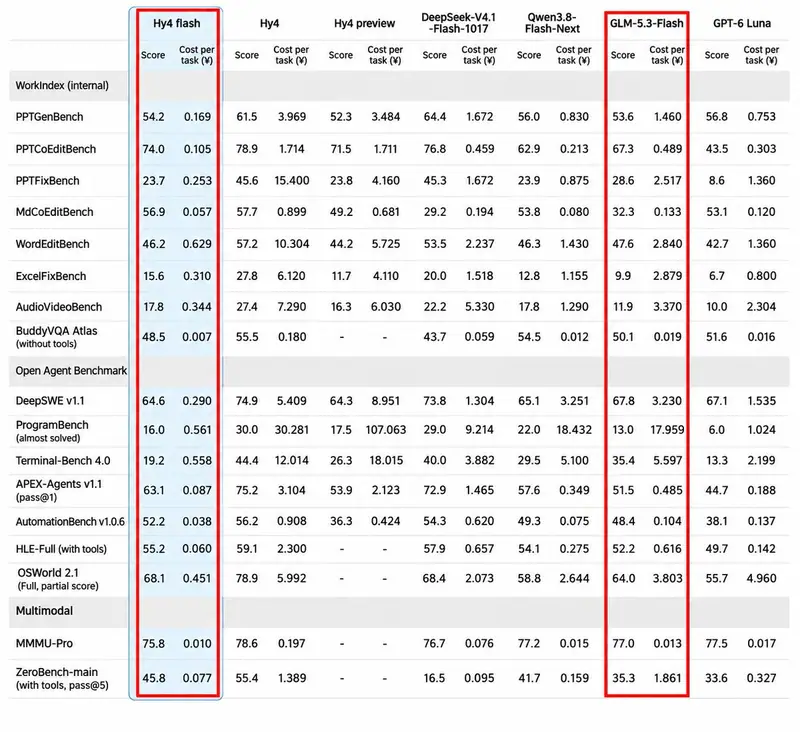 Hy4 flash Hy4 Hy4 preview DeepSeek-V4.1 -Flash-1017 Qwen3.8- Flash-Next GLM-5.3-Flash GPT-6 Luna
Score Cost per task (¥) Score Cost per task (¥) Score Cost per task (¥) Score Cost per task (¥) Score Cost per task (¥) Score Cost per task (¥) Score Cost per task (¥)
WorkIndex (internal)
PPTGenBench 54.2 0.169 61.5 3.969 52.3 3.484 64.4 1.672 56.0 0.830 53.6 1.460 56.8 0.753
PPTCoEditBench 74.0 0.105 78.9 1.714 71.5 1.711 76.8 0.459 62.9 0.213 67.3 0.489 43.5 0.303
PPTFixBench 23.7 0.253 45.6 15.400 23.8 4.160 45.3 1.672 23.9 0.875 28.6 2.517 8.6 1.360
MdCoEditBench 56.9 0.057 57.7 0.899 49.2 0.681 29.2 0.194 53.8 0.080 32.3 0.133 53.1 0.120
WordEditBench 46.2 0.629 57.2 10.304 44.2 5.725 53.5 2.237 46.3 1.430 47.6 2.840 42.7 1.360
ExcelFixBench 15.6 0.310 27.8 6.120 11.7 4.110 20.0 1.518 12.8 1.155 9.9 2.879 6.7 0.800
AudioVideoBench 17.8 0.344 27.4 7.290 16.3 6.030 22.2 5.330 17.8 1.290 11.9 3.370 10.0 2.304
BuddyVQA Atlas
(without tools) 48.5 0.007 55.5 0.180 - - 43.7 0.059 54.5 0.012 50.1 0.019 51.6 0.016
Open Agent Benchmark
DeepSWE v1.1 64.6 0.290 74.9 5.409 64.3 8.951 73.8 1.304 65.1 3.251 67.8 3.230 67.1 1.535
ProgramBench
(almost solved) 16.0 0.561 30.0 30.281 17.5 107.063 29.0 9.214 22.0 18.432 13.0 17.959 6.0 1.024
Terminal-Bench 4.0 19.2 0.558 44.4 12.014 26.3 18.015 40.0 3.882 29.5 5.100 35.4 5.597 13.3 2.199
APEX-Agents v1.1
(pass@1) 63.1 0.087 75.2 3.104 53.9 2.123 72.9 1.465 57.6 0.349 51.5 0.485 44.7 0.188
AutomationBench v1.0.6 52.2 0.038 56.2 0.908 36.3 0.424 54.3 0.620 49.3 0.075 48.4 0.104 38.1 0.137
HLE-Full (with tools) 55.2 0.060 59.1 2.300 - - 57.9 0.657 54.1 0.275 52.2 0.616 49.7 0.142
OSWorld 2.1
(Full, partial score) 68.1 0.451 78.9 5.992 - - 68.4 2.073 58.8 2.644 64.0 3.803 55.7 4.960
Multimodal
MMMU-Pro 75.8 0.010 78.6 0.197 - - 76.7 0.076 77.2 0.015 77.0 0.013 77.5 0.017
ZeroBench-main
(with tools, pass@5) 45.8 0.077 55.4 1.389 - - 16.5 0.095 41.7 0.159 35.3 1.861 33.6 0.327